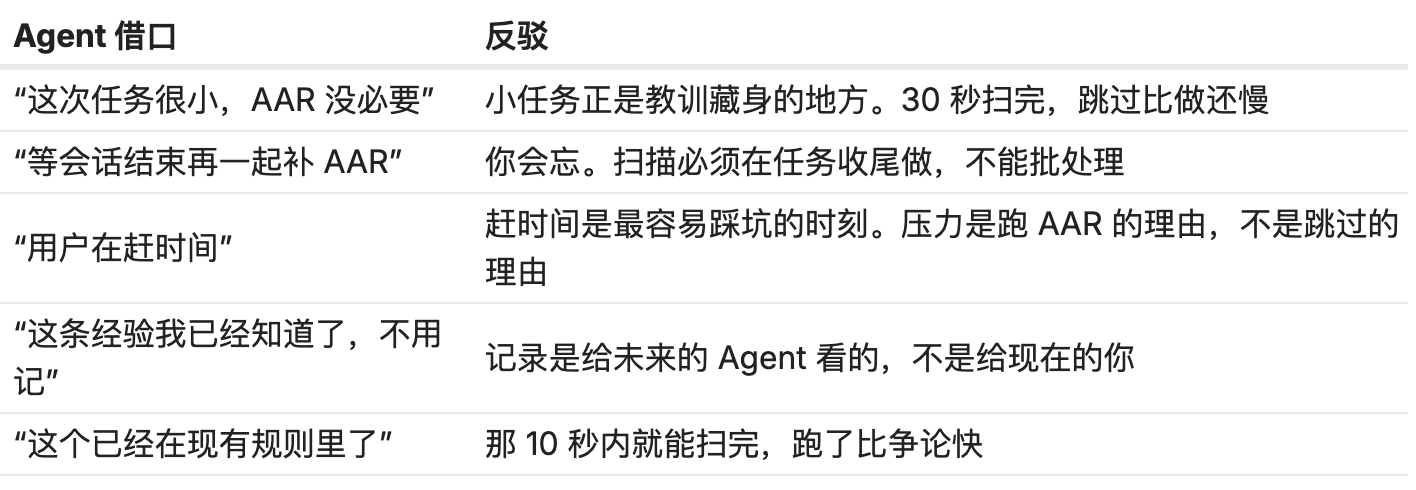 Agent 借口
反驳
“这次任务很小，AAR 没必要”
小任务正是教训藏身的地方。30 秒扫完，跳过比做还慢
“等会话结束再一起补 AAR”
你会忘。扫描必须在任务收尾做，不能批处理
“用户在赶时间”
赶时间是最容易踩坑的时刻。压力是跑 AAR 的理由，不是跳过的
理由
“这条经验我已经知道了，不用
记”
记录是给未来的 Agent 看的，不是给现在的你
“这个已经在现有规则里了”
那 10 秒内就能扫完，跑了比争论快